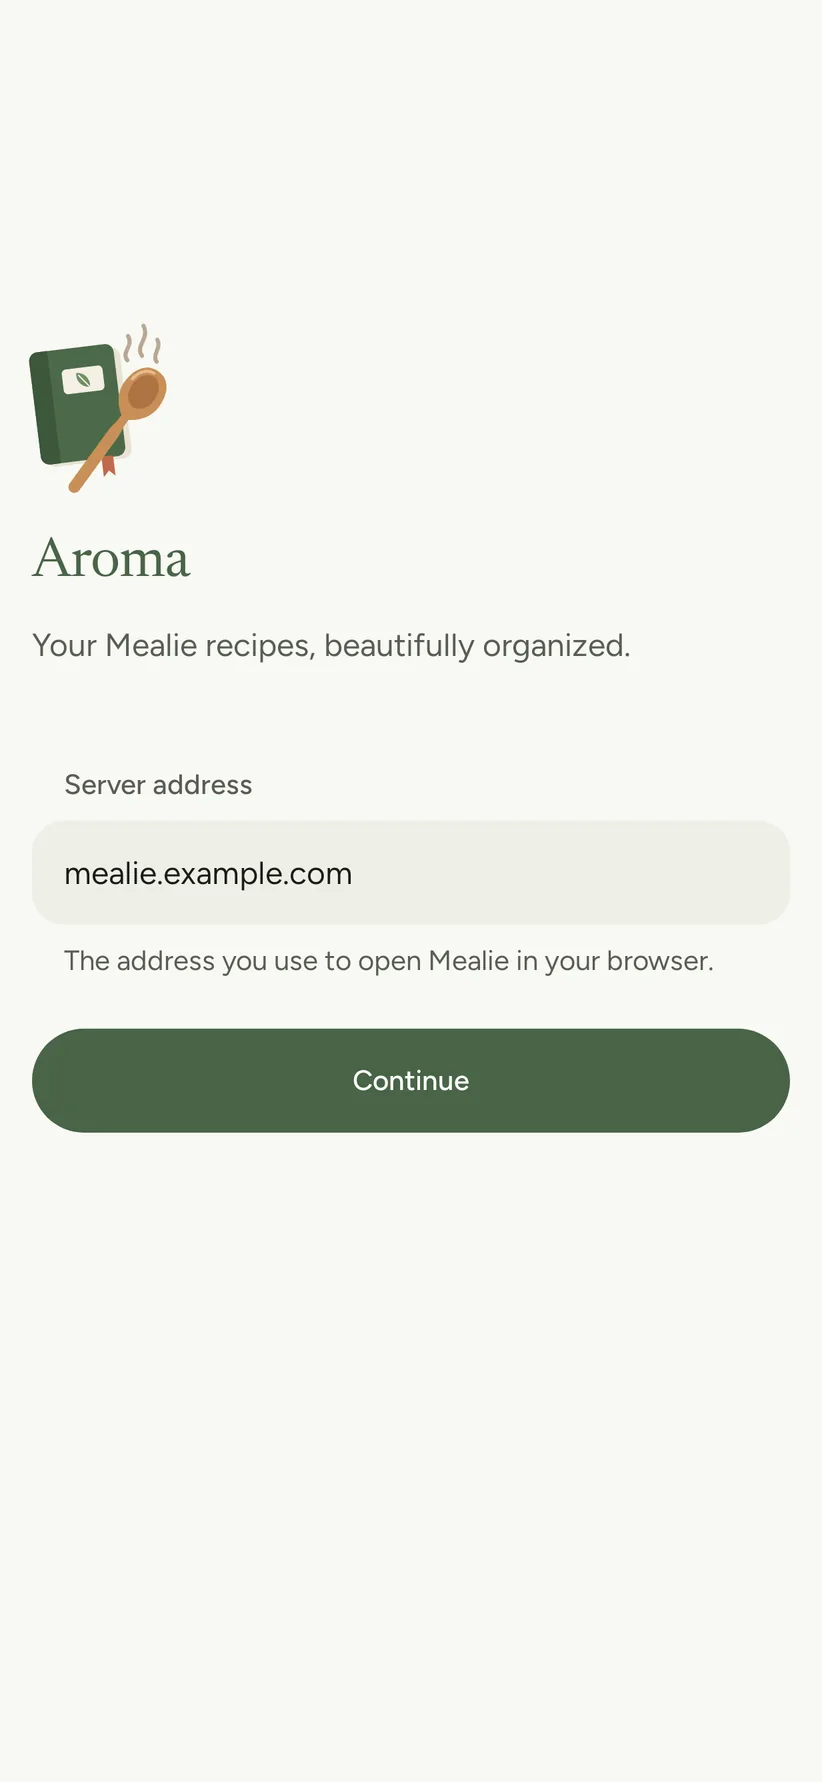 Aroma
Your Mealie recipes, beautifully organized.
Server address
mealie.example.com
The address you use to open Mealie in your browser.
Continue